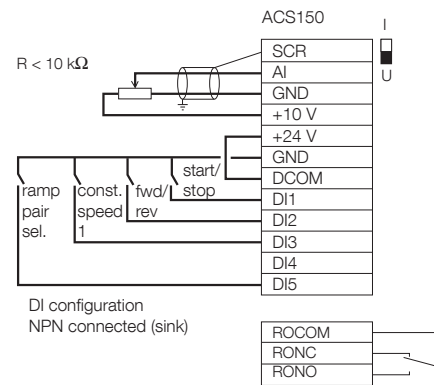 ACS150
I
U
R < 10 kΩ
SCR
AI
GND
+10 V
+24 V
GND
DCOM
DI1
DI2
DI3
DI4
DI5
start/
stop
fwd/
rev
const.
speed
1
ramp
pair
sel.
DI configuration
NPN connected (sink)
ROCOM
RONC
RONO